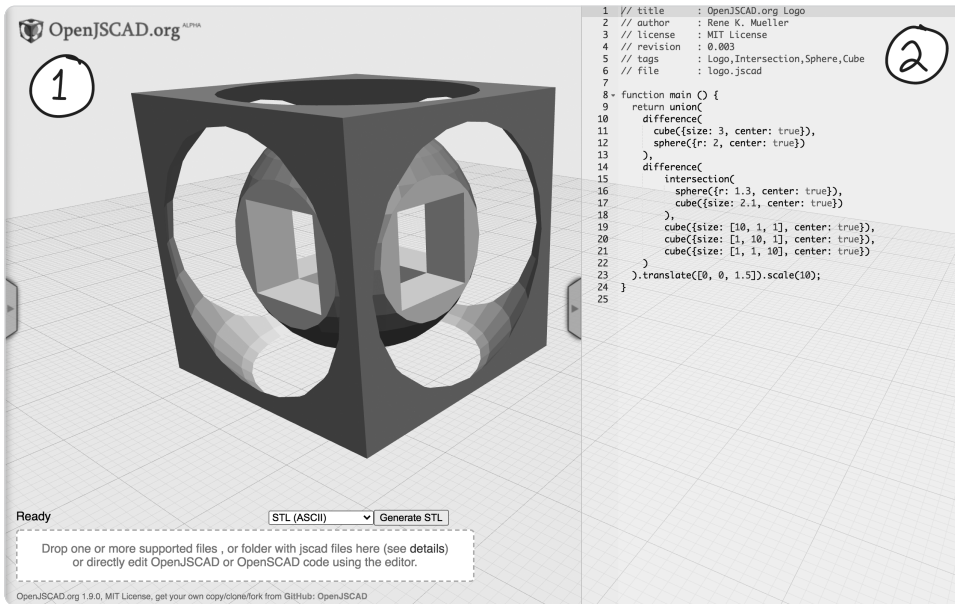 OpenJSCAD.org ALPHA
1
Ready
STL (ASCII)
Generate STL
Drop one or more supported files , or folder with jscad files here (see details)
or directly edit OpenJSCAD or OpenSCAD code using the editor.
OpenJSCAD.org 1.9.0, MIT License, get your own copy/clone/fork from GitHub: OpenJSCAD
2
1 // title      : OpenJSCAD.org Logo
2 // author     : Rene K. Mueller
3 // license    : MIT License
4 // revision   : 0.003
5 // tags       : Logo,Intersection,Sphere,Cube
6 // file       : logo.jscad
7
8 function main () {
9   return union(
10     difference(
11       cube({size: 3, center: true}),
12       sphere({r: 2, center: true})
13     ),
14     difference(
15         intersection(
16           sphere({r: 1.3, center: true}),
17           cube({size: 2.1, center: true})
18         ),
19         cube({size: [10, 1, 1], center: true}),
20         cube({size: [1, 10, 1], center: true}),
21         cube({size: [1, 1, 10], center: true})
22     )
23   ).translate([0, 0, 1.5]).scale(10);
24 }
25